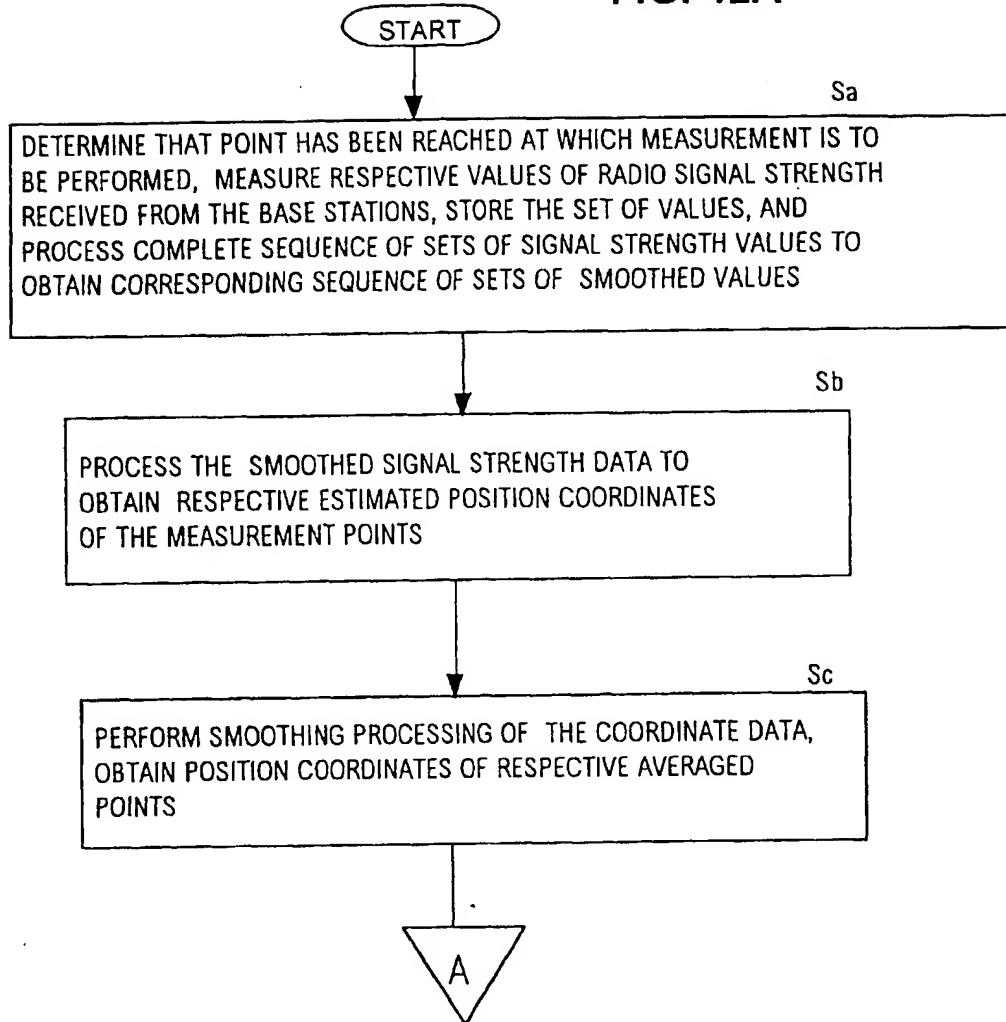 START
Sa
DETERMINE THAT POINT HAS BEEN REACHED AT WHICH MEASUREMENT IS TO
BE PERFORMED, MEASURE RESPECTIVE VALUES OF RADIO SIGNAL STRENGTH
RECEIVED FROM THE BASE STATIONS, STORE THE SET OF VALUES, AND
PROCESS COMPLETE SEQUENCE OF SETS OF SIGNAL STRENGTH VALUES TO
OBTAIN CORRESPONDING SEQUENCE OF SETS OF SMOOTHED VALUES
Sb
PROCESS THE SMOOTHED SIGNAL STRENGTH DATA TO
OBTAIN RESPECTIVE ESTIMATED POSITION COORDINATES
OF THE MEASUREMENT POINTS
Sc
PERFORM SMOOTHING PROCESSING OF THE COORDINATE DATA,
OBTAIN POSITION COORDINATES OF RESPECTIVE AVERAGED
POINTS
A